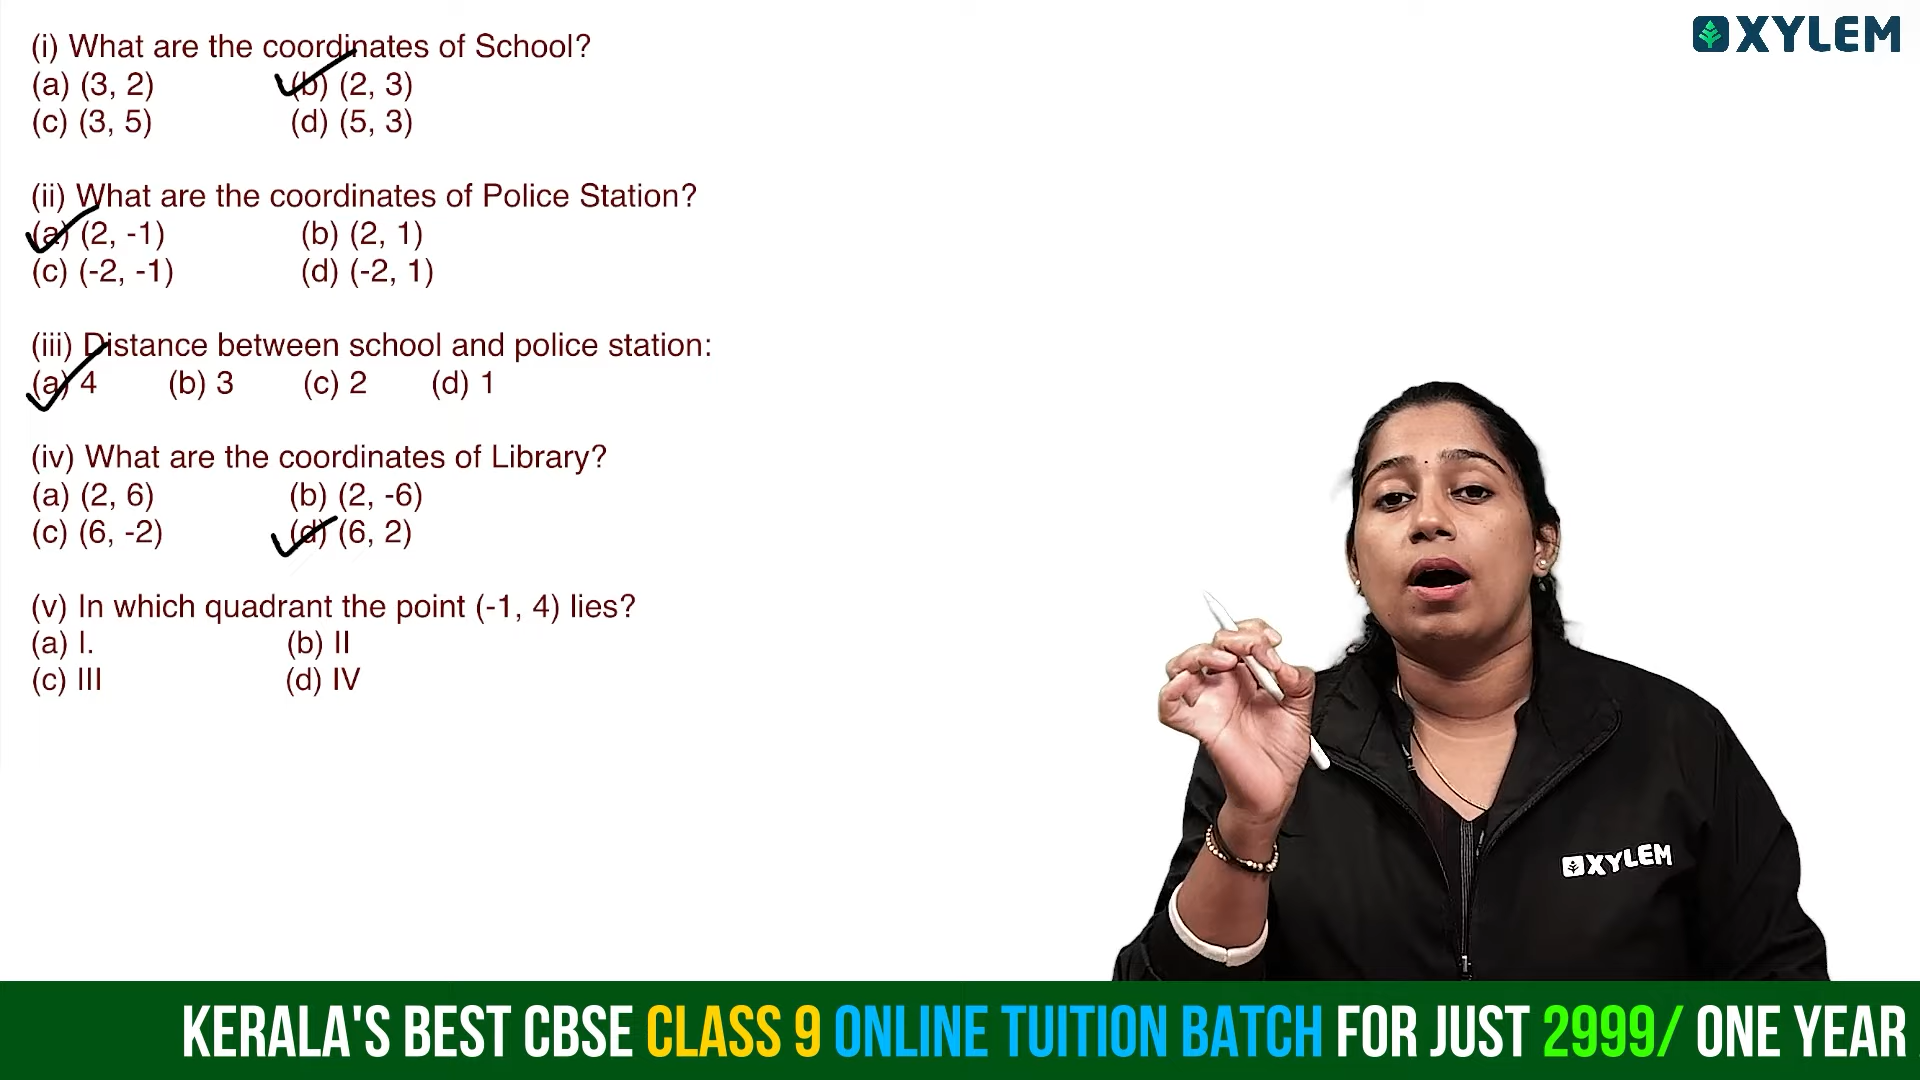 XYLEM
(i) What are the coordinates of School?
(a) (3, 2) (b) (2, 3)
(c) (3, 5) (d) (5, 3)
(ii) What are the coordinates of Police Station?
(a) (2, -1) (b) (2, 1)
(c) (-2, -1) (d) (-2, 1)
(iii) Distance between school and police station:
(a) 4 (b) 3 (c) 2 (d) 1
(iv) What are the coordinates of Library?
(a) (2, 6) (b) (2, -6)
(c) (6, -2) (d) (6, 2)
(v) In which quadrant the point (-1, 4) lies?
(a) I. (b) II
(c) III (d) IV
XYLEM
KERALA'S BEST CBSE CLASS 9 ONLINE TUITION BATCH FOR JUST 2999/ ONE YEAR